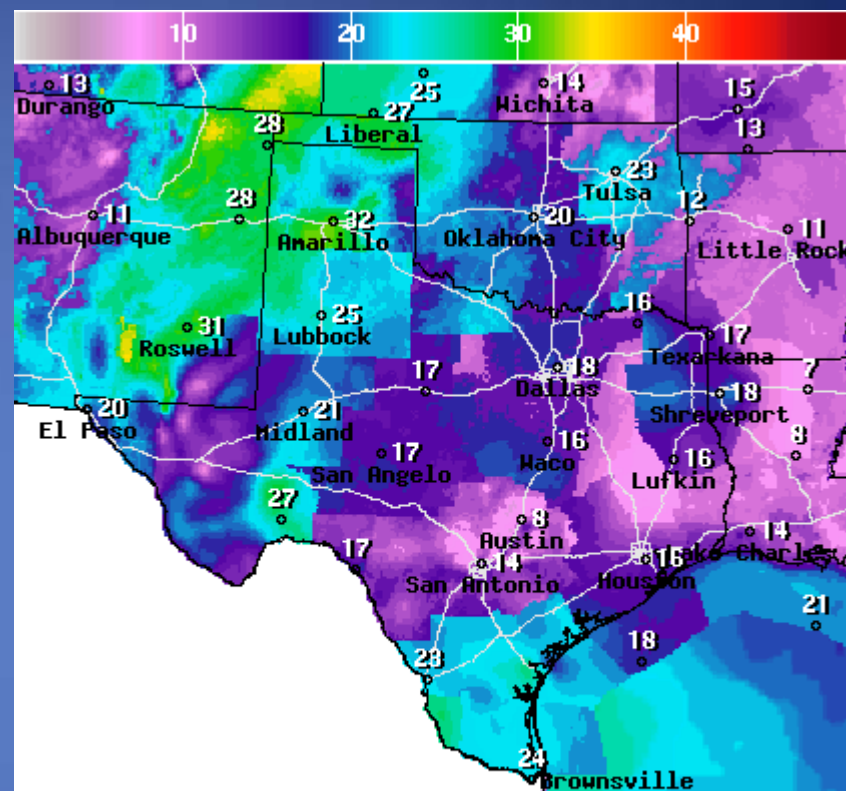 10 20 30 40
13 25 14 15
Durango Wichita
28 27 13
Liberal
23
Tulsa
11 28 32 20 12 11
Albuquerque Amarillo Oklahoma City Little Rock
31 25 16 17
Roswell Lubbock Texarkana
17 18 18 7
Dallas Shreveport
20 21
El Paso Midland
17 16 16 8
San Angelo Waco Lufkin
27 8 14
Austin Lake Charles
17 14 16
San Antonio Houston
21
18
23
24
Brownsville